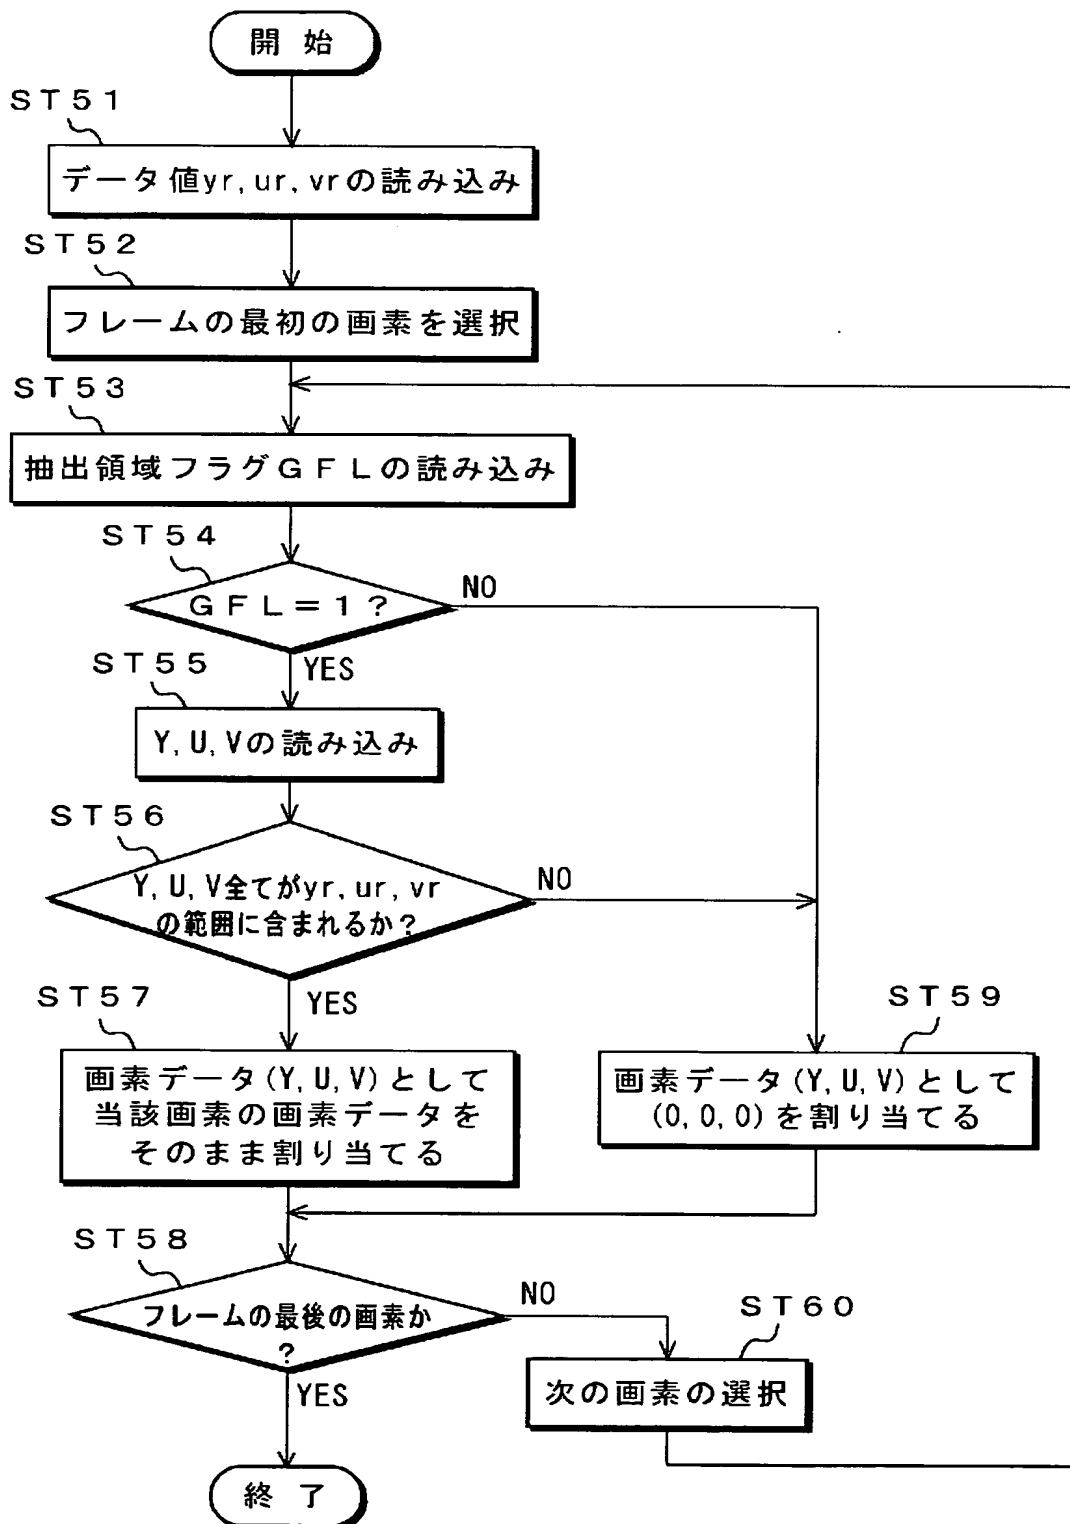 開始
ST51
データ値yr,ur,vrの読み込み
ST52
フレームの最初の画素を選択
ST53
抽出領域フラグGFLの読み込み
ST54
GFL=1?
NO
YES
ST55
Y,U,Vの読み込み
ST56
Y,U,V全てがyr,ur,vr
の範囲に含まれるか?
NO
YES
ST57
画素データ(Y,U,V)として
当該画素の画素データを
そのまま割り当てる
ST59
画素データ(Y,U,V)として
(0,0,0)を割り当てる
ST58
フレームの最後の画素か
?
NO
YES
ST60
次の画素の選択
終了